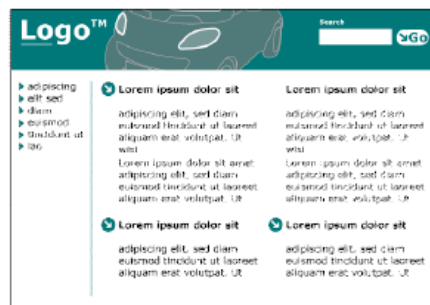 Logo™
Search
Go
adipiscing
elit sed
diam
euismod
tincidunt ut
lao
Lorem ipsum dolor sit
adipiscing elit, sed diam
euismod tincidunt ut laoreet
aliquam erat volutpat. Ut
wisi
Lorem ipsum dolor sit amet
adipiscing elit, sed diam
euismod tincidunt ut laoreet
aliquam erat volutpat. Ut
Lorem ipsum dolor sit
adipiscing elit, sed diam
euismod tincidunt ut laoreet
aliquam erat volutpat. Ut
wisi
Lorem ipsum dolor sit amet
adipiscing elit, sed diam
euismod tincidunt ut laoreet
aliquam erat volutpat. Ut
Lorem ipsum dolor sit
adipiscing elit, sed diam
euismod tincidunt ut laoreet
aliquam erat volutpat. Ut
Lorem ipsum dolor sit
adipiscing elit, sed diam
euismod tincidunt ut laoreet
aliquam erat volutpat. Ut